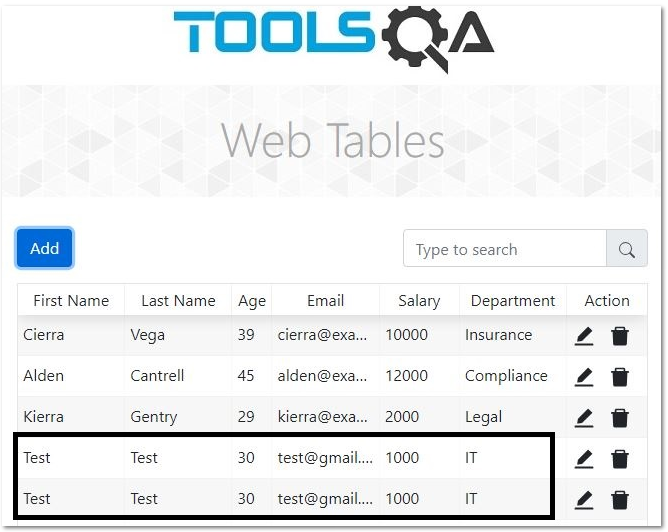 TOOLSQA
Web Tables
Add Type to search
First Name Last Name Age Email Salary Department Action
Cierra Vega 39 cierra@exa... 10000 Insurance
Alden Cantrell 45 alden@exa... 12000 Compliance
Kierra Gentry 29 kierra@exa... 2000 Legal
Test Test 30 test@gmail.... 1000 IT
Test Test 30 test@gmail.... 1000 IT